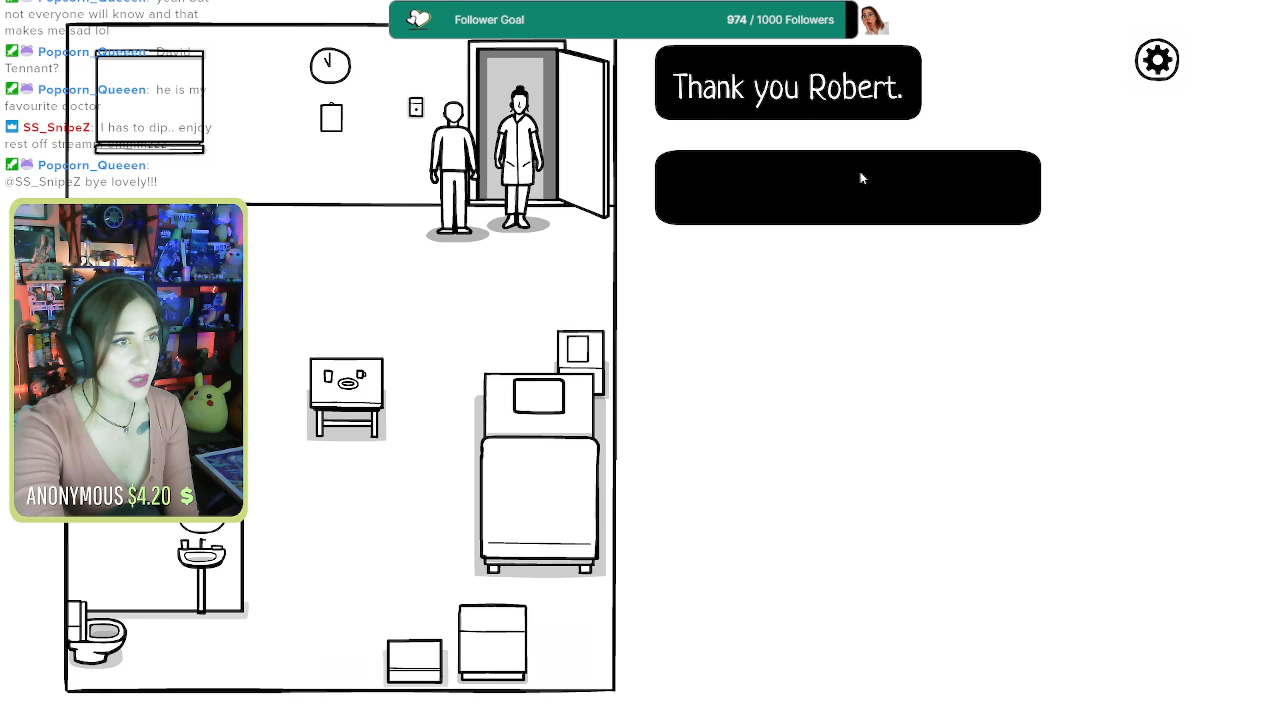 not everyone will know and that
makes me sad lol
Popcorn_Queeen: David
Tennant?
Popcorn_Queeen: he is my
favourite doctor
SS_SnipeZ: I has to dip.. enjoy
rest off stream
Popcorn_Queeen:
@SS_SnipeZ bye lovely!!!
Follower Goal
974 / 1000 Followers
Thank you Robert.
ANONYMOUS $4.20 $